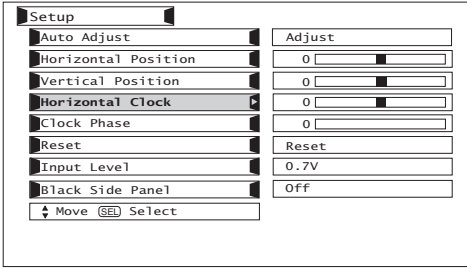 Setup
Auto Adjust Adjust
Horizontal Position 0
Vertical Position 0
Horizontal Clock 0
Clock Phase 0
Reset Reset
Input Level 0.7V
Black Side Panel Off
Move SEL Select